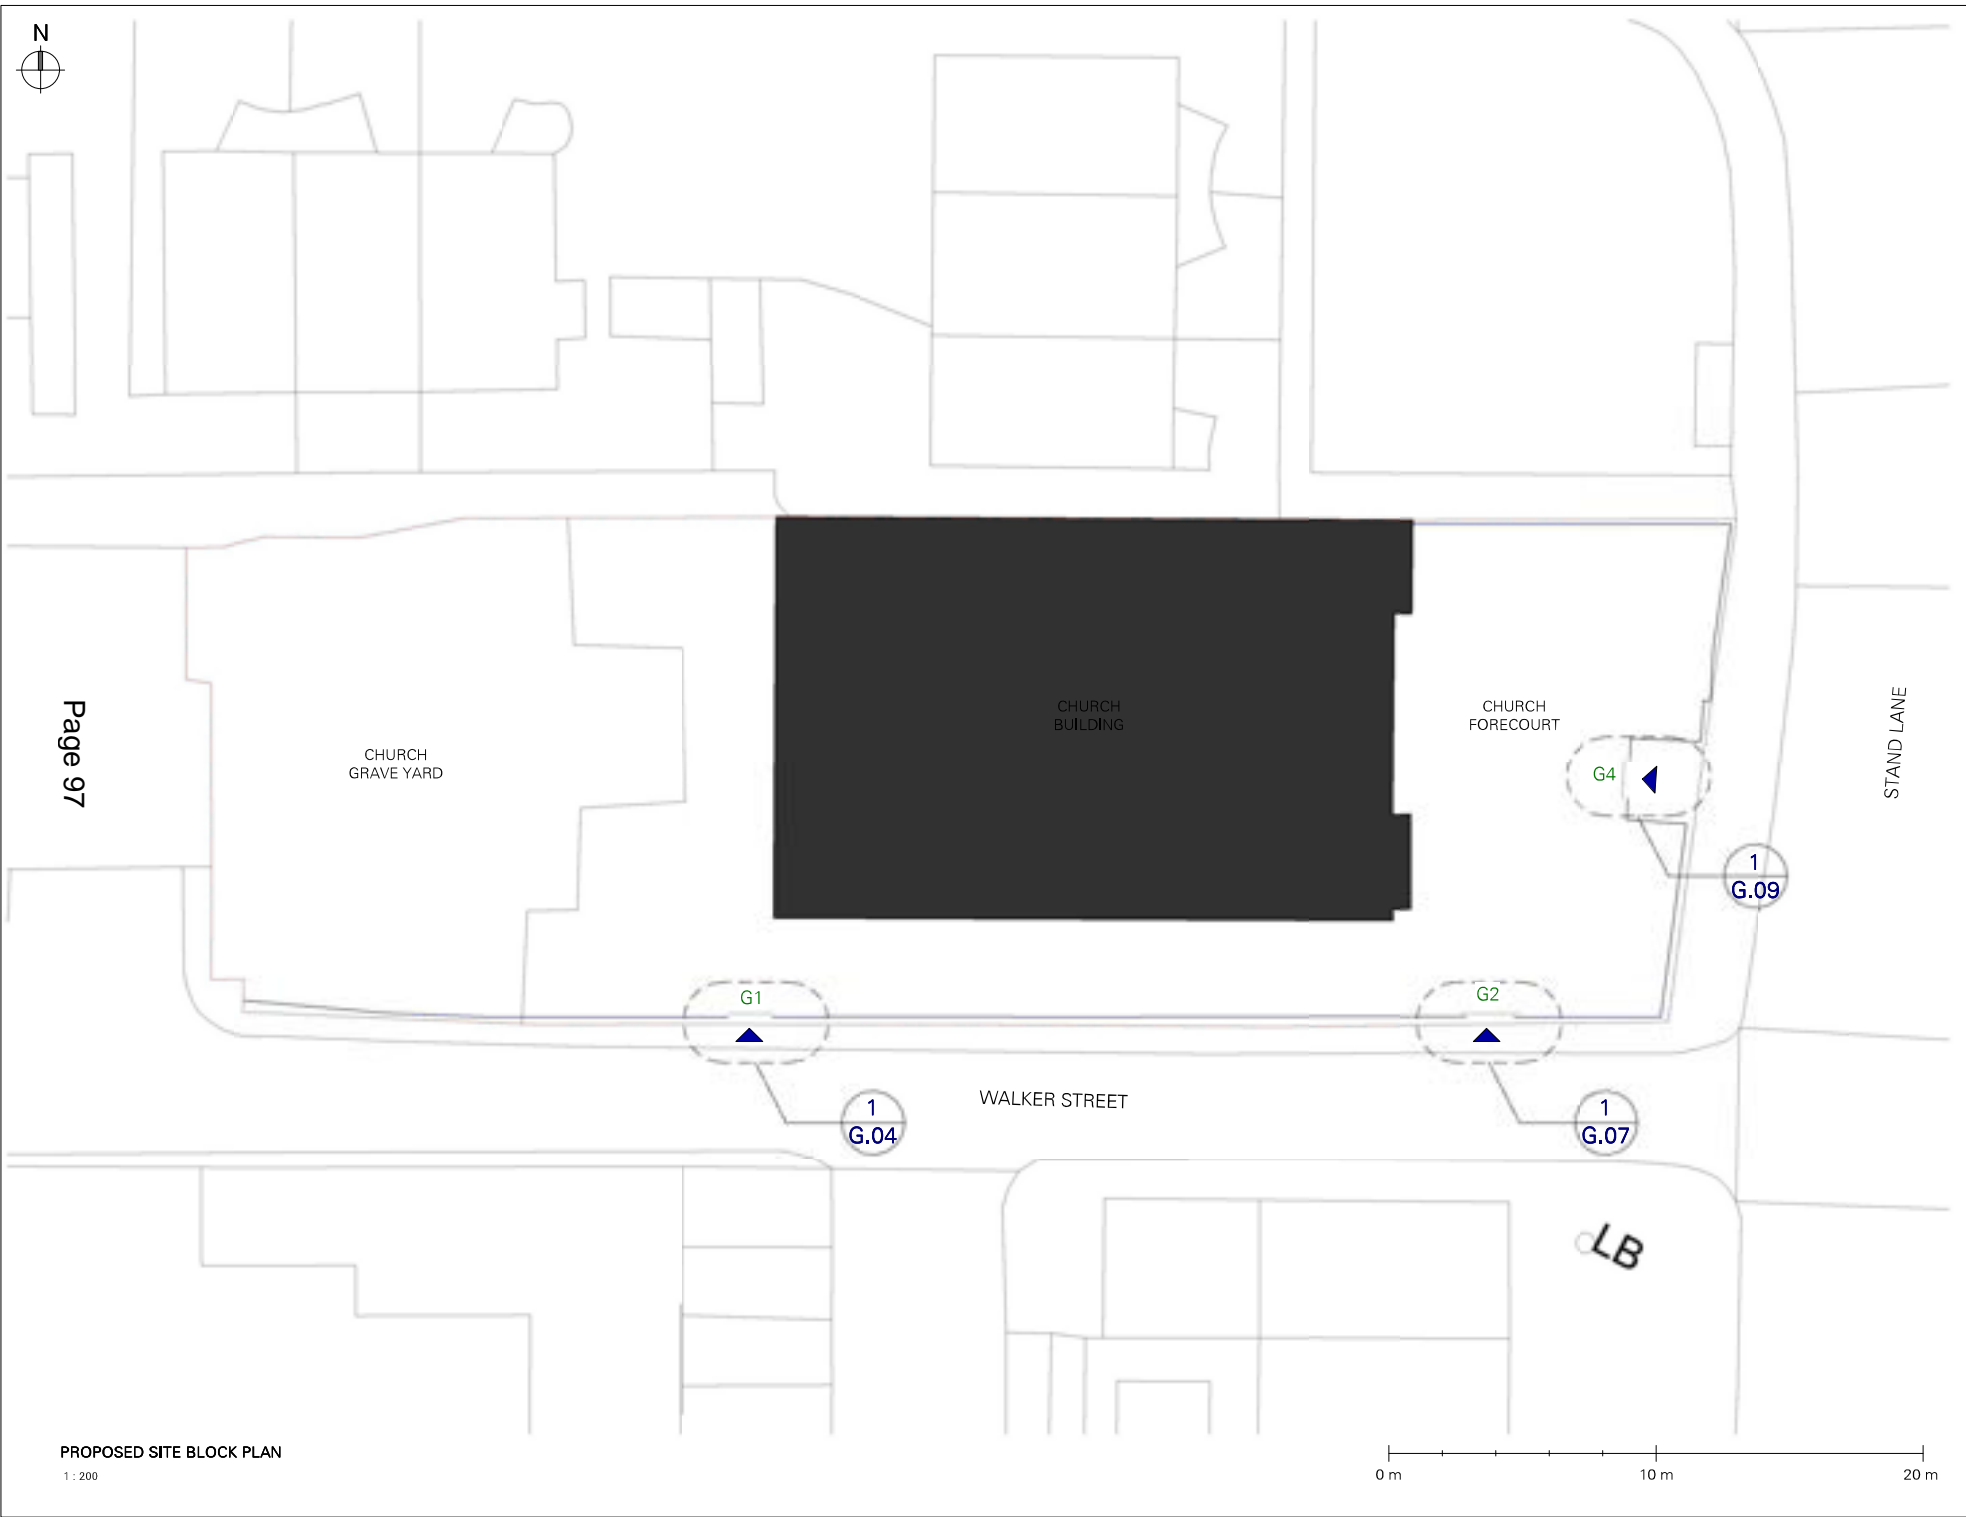 N
Page 97
CHURCH
GRAVE YARD
CHURCH
BUILDING
CHURCH
FORECOURT
STAND LANE
G4
1
G.09
G1
G2
WALKER STREET
1
G.04
1
G.07
LB
PROPOSED SITE BLOCK PLAN
1 : 200
0 m
10 m
20 m